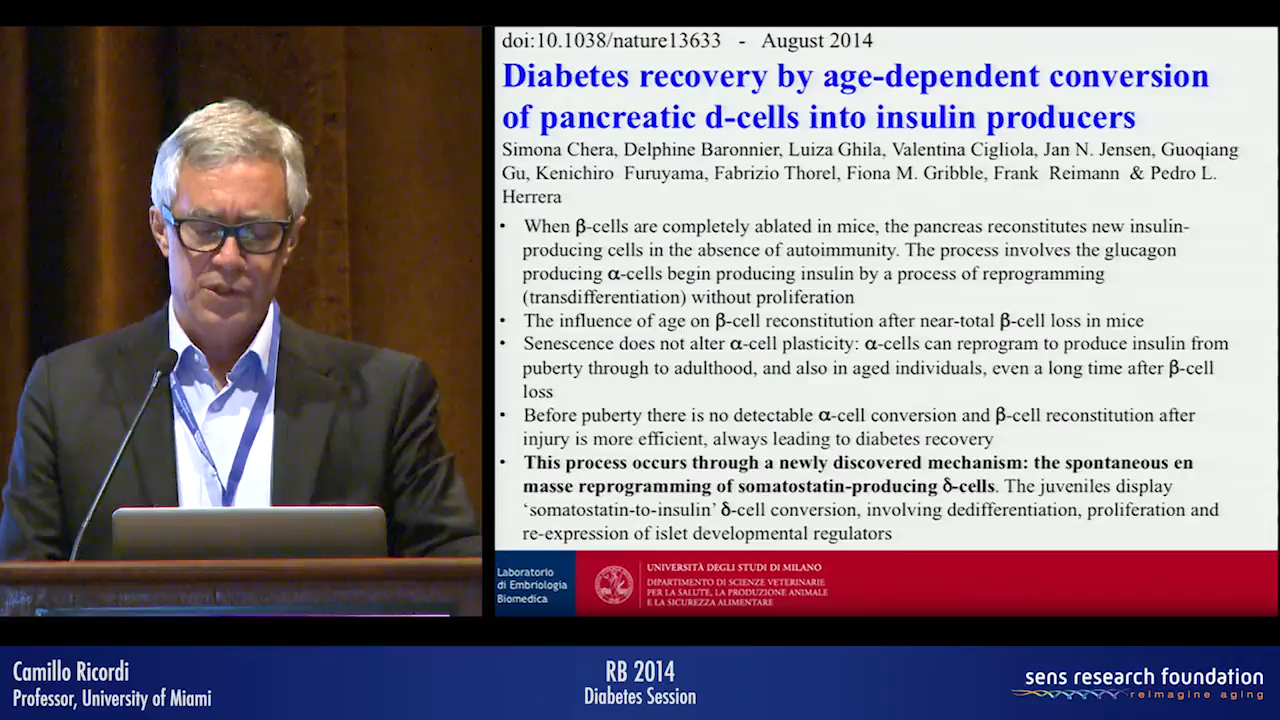 doi:10.1038/nature13633 - August 2014
Diabetes recovery by age-dependent conversion
of pancreatic d-cells into insulin producers
Simona Chera, Delphine Baronnier, Luiza Ghila, Valentina Cigliola, Jan N. Jensen, Guoqiang
Gu, Kenichiro Furuyama, Fabrizio Thorel, Fiona M. Gribble, Frank Reimann & Pedro L.
Herrera
• When β-cells are completely ablated in mice, the pancreas reconstitutes new insulin-
producing cells in the absence of autoimmunity. The process involves the glucagon
producing α-cells begin producing insulin by a process of reprogramming
(transdifferentiation) without proliferation
• The influence of age on β-cell reconstitution after near-total β-cell loss in mice
• Senescence does not alter α-cell plasticity: α-cells can reprogram to produce insulin from
puberty through to adulthood, and also in aged individuals, even a long time after β-cell
loss
• Before puberty there is no detectable α-cell conversion and β-cell reconstitution after
injury is more efficient, always leading to diabetes recovery
• This process occurs through a newly discovered mechanism: the spontaneous en
masse reprogramming of somatostatin-producing δ-cells. The juveniles display
‘somatostatin-to-insulin’ δ-cell conversion, involving dedifferentiation, proliferation and
re-expression of islet developmental regulators
Laboratorio
di Embriologia
Biomedica
UNIVERSITÀ DEGLI STUDI DI MILANO
DIPARTIMENTO DI SCIENZE VETERINARIE
PER LA SALUTE, LA PRODUZIONE ANIMALE
E LA SICUREZZA ALIMENTARE
Camillo Ricordi
Professor, University of Miami
RB 2014
Diabetes Session
sens research foundation
reimagine aging